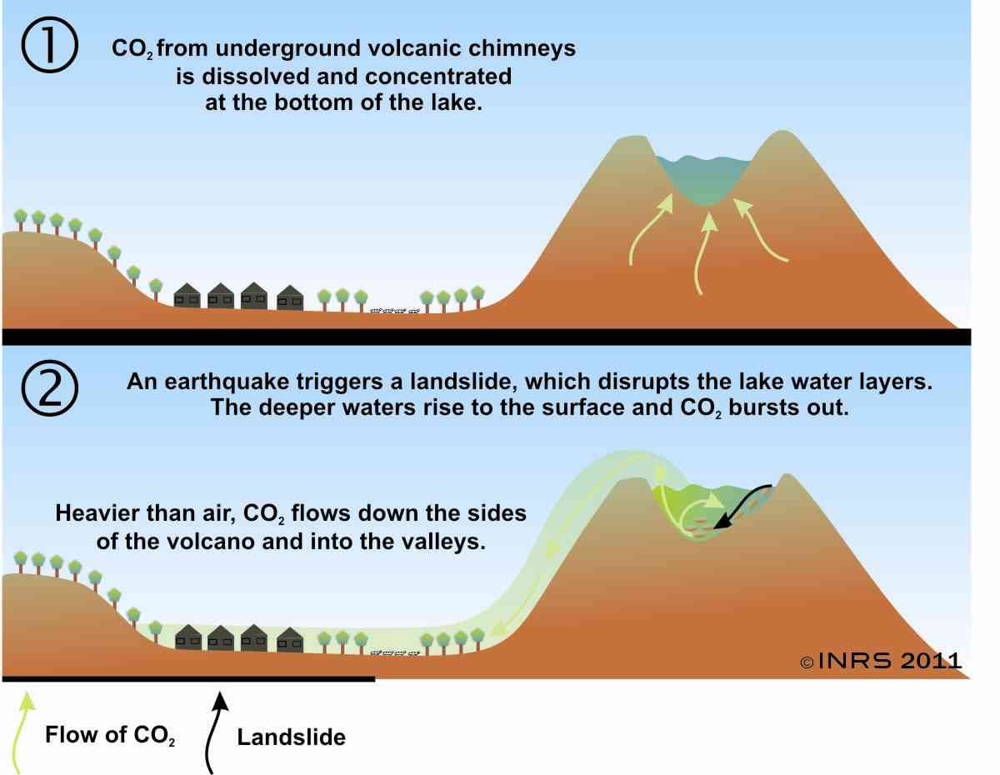 1
CO₂ from underground volcanic chimneys
is dissolved and concentrated
at the bottom of the lake.
2
An earthquake triggers a landslide, which disrupts the lake water layers.
The deeper waters rise to the surface and CO₂ bursts out.
Heavier than air, CO₂ flows down the sides
of the volcano and into the valleys.
© INRS 2011
Flow of CO₂
Landslide